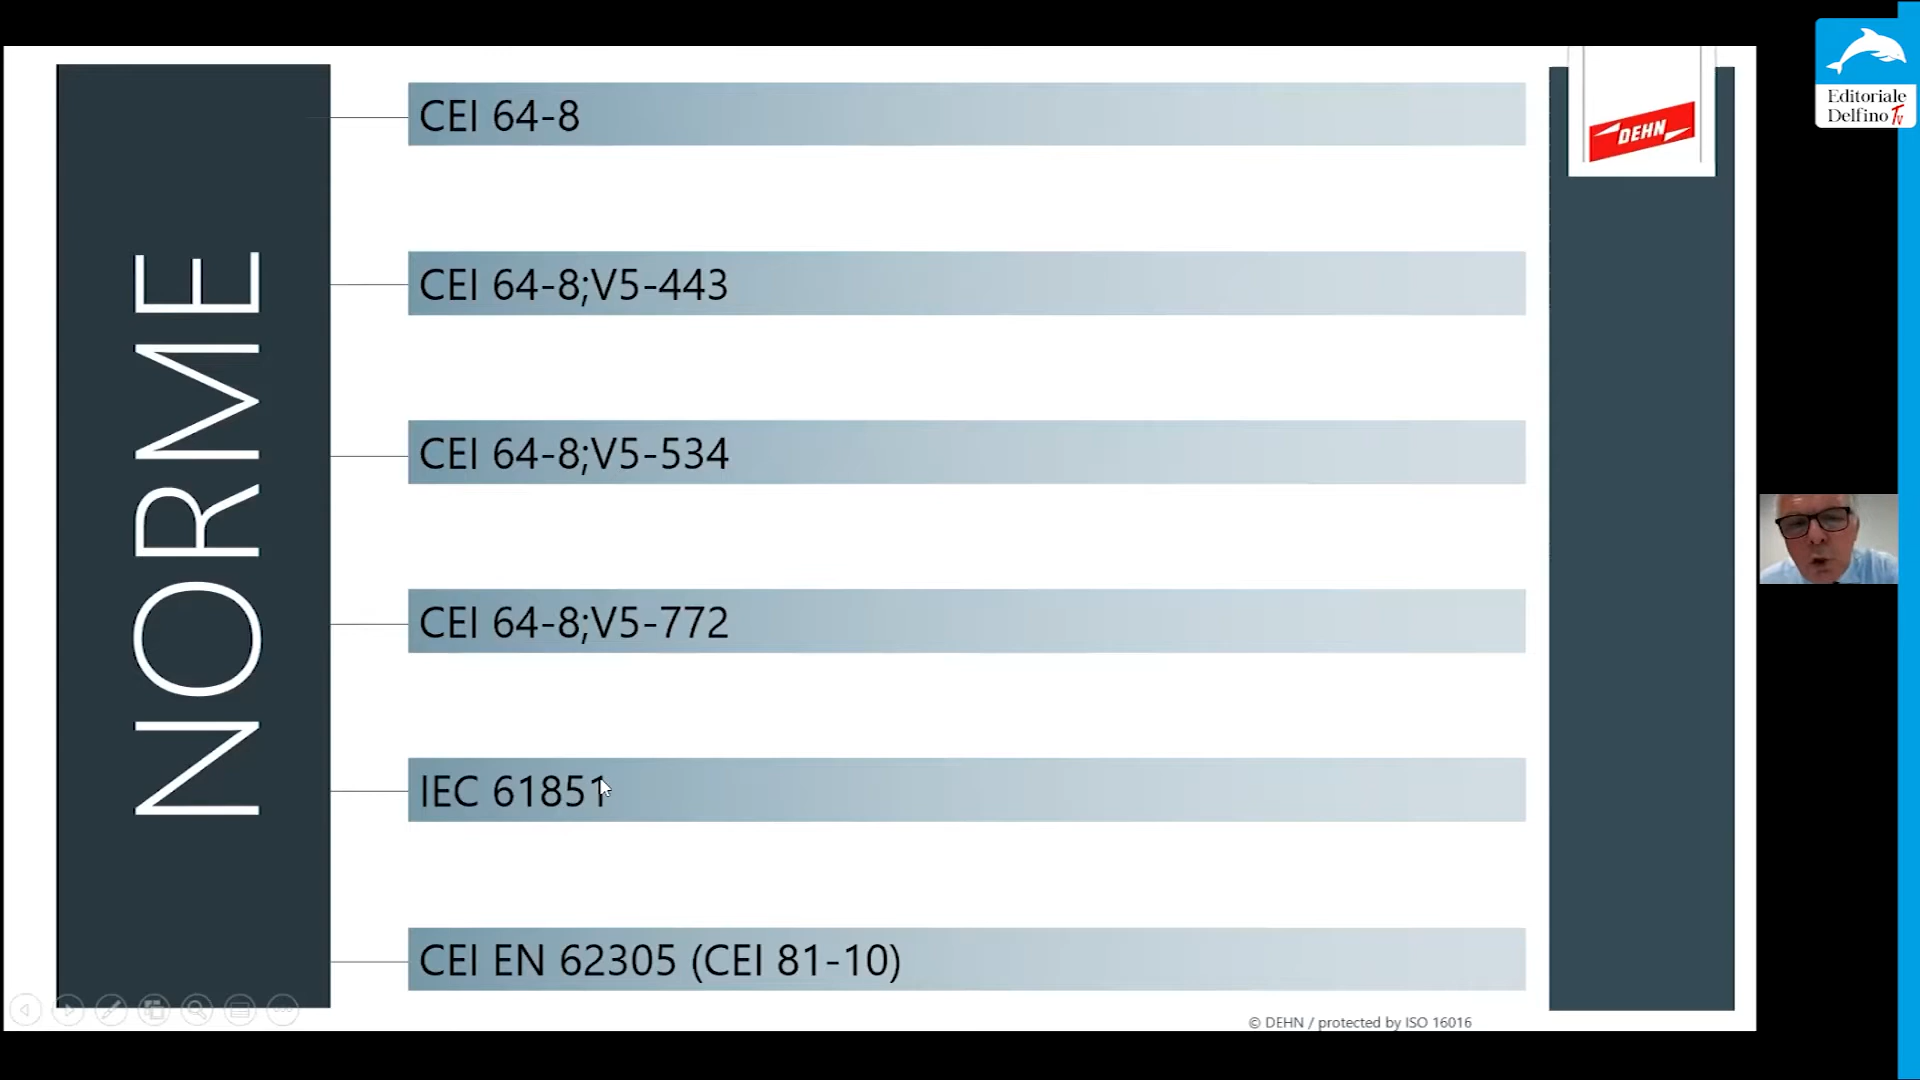 NORME
CEI 64-8
CEI 64-8;V5-443
CEI 64-8;V5-534
CEI 64-8;V5-772
IEC 61851
CEI EN 62305 (CEI 81-10)
DEHN
© DEHN / protected by ISO 16016
Editoriale
Delfino Tv